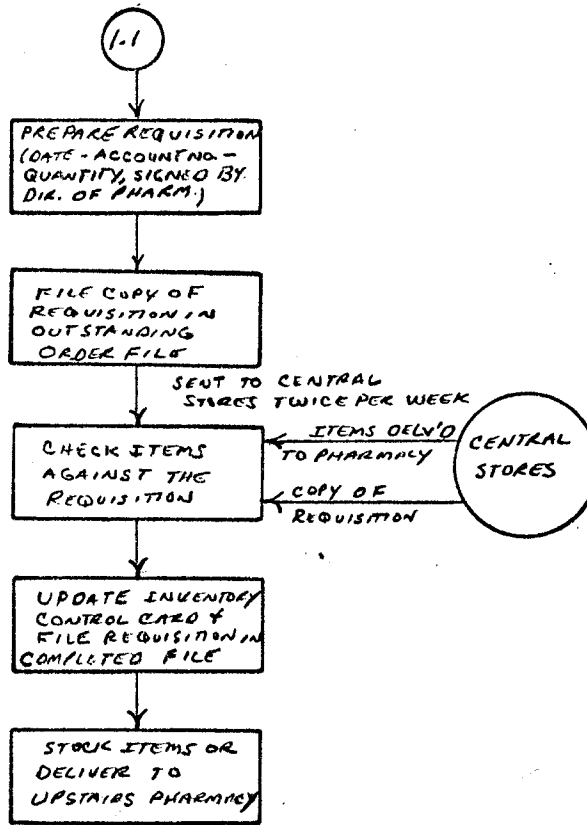 1.1
PREPARE REQUISITION
(DATE - ACCOUNT NO. -
QUANTITY, SIGNED BY
DIR. OF PHARM.)
FILE COPY OF
REQUISITION IN
OUTSTANDING
ORDER FILE
SENT TO CENTRAL
STORES TWICE PER WEEK
CHECK ITEMS
AGAINST THE
REQUISITION
ITEMS DELV'D
TO PHARMACY
COPY OF
REQUISITION
CENTRAL
STORES
UPDATE INVENTORY
CONTROL CARD &
FILE REQUISITION IN
COMPLETED FILE
STOCK ITEMS OR
DELIVER TO
UPSTAIRS PHARMACY